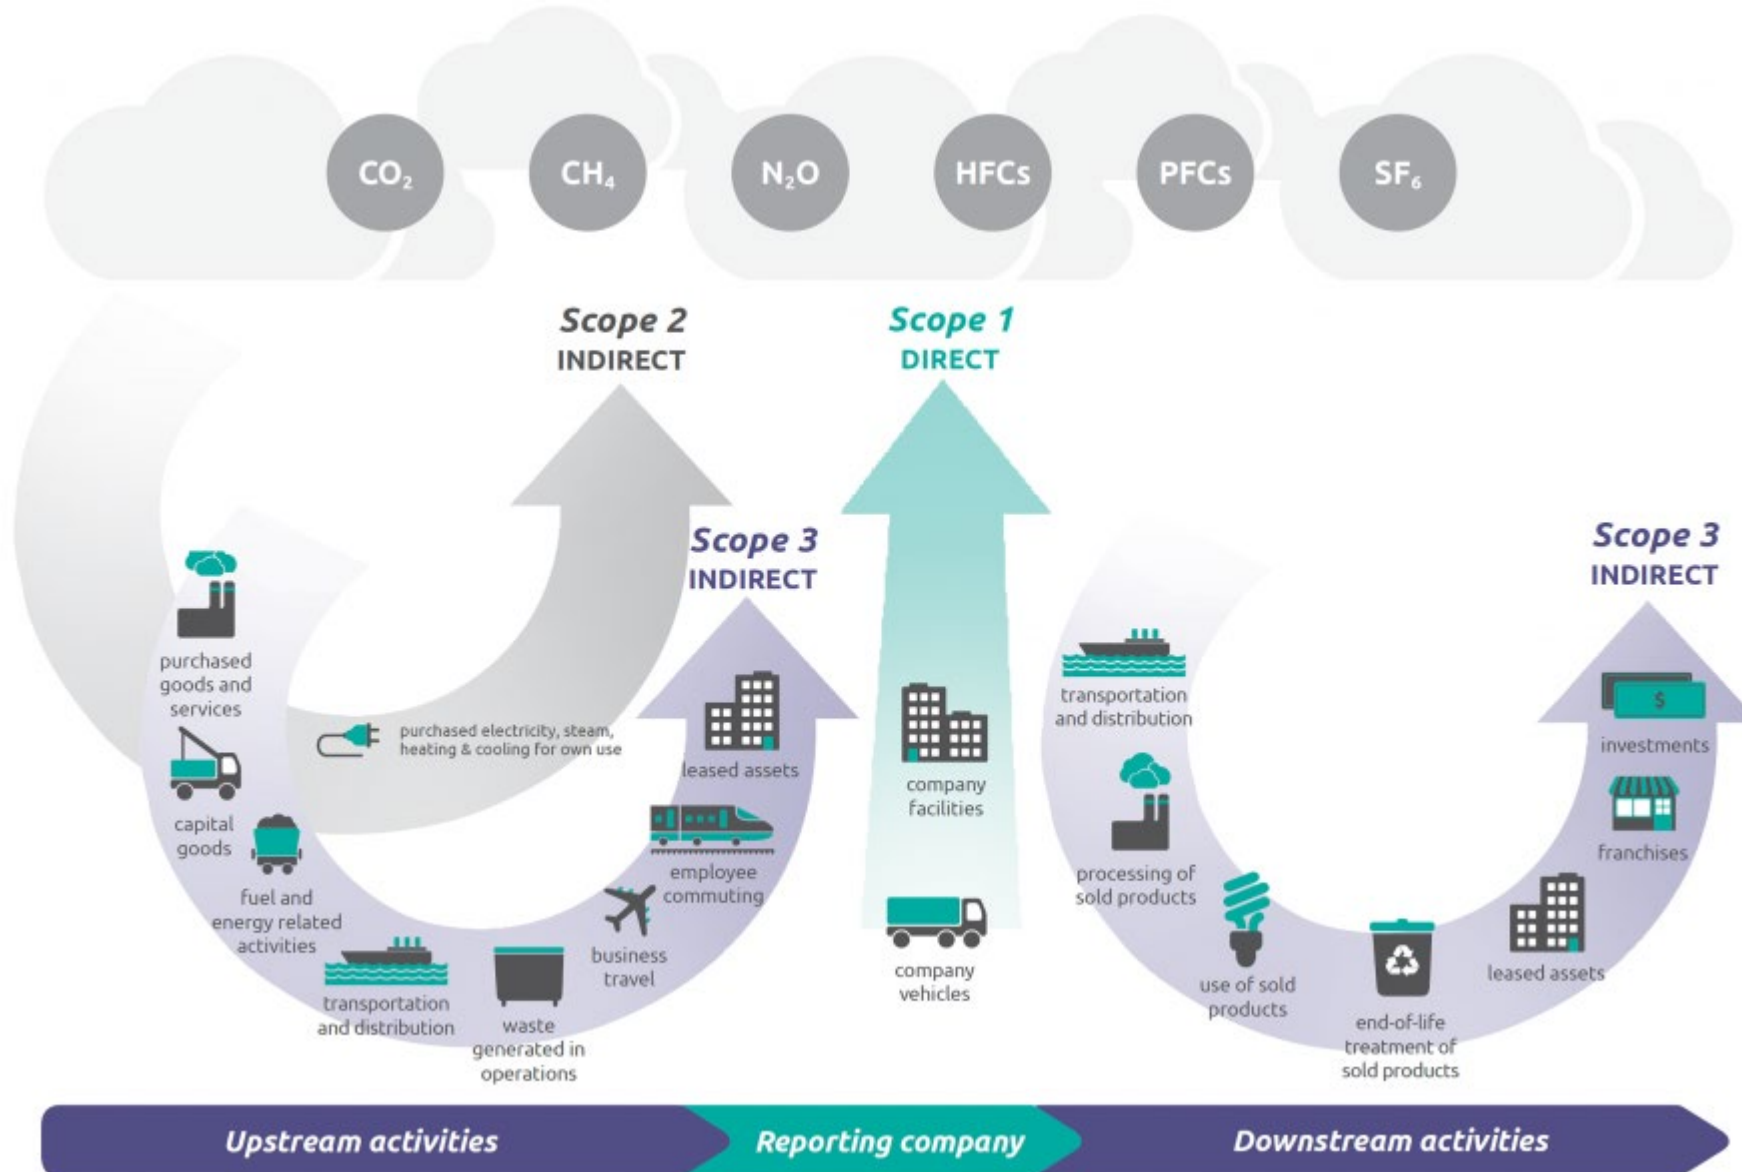 CO₂
CH₄
N₂O
HFCs
PFCs
SF₆
Scope 2
INDIRECT
Scope 1
DIRECT
Scope 3
INDIRECT
Scope 3
INDIRECT
purchased
goods and
services
capital
goods
fuel and
energy related
activities
transportation
and distribution
waste
generated in
operations
business
travel
employee
commuting
leased assets
purchased electricity, steam,
heating & cooling for own use
company
facilities
company
vehicles
transportation
and distribution
processing of
sold products
use of sold
products
end-of-life
treatment of
sold products
leased assets
franchises
investments
$
Upstream activities
Reporting company
Downstream activities